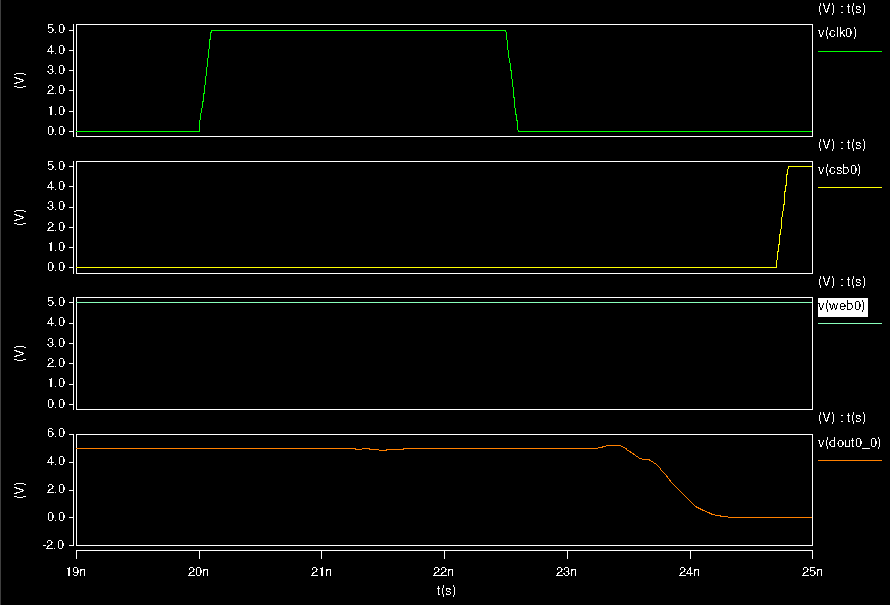 (V) : t(s)
v(clk0)
5.0
4.0
3.0
2.0
1.0
0.0
(V)
(V) : t(s)
v(csb0)
5.0
4.0
3.0
2.0
1.0
0.0
(V)
(V) : t(s)
v(web0)
5.0
4.0
3.0
2.0
1.0
0.0
(V)
(V) : t(s)
v(dout0_0)
6.0
4.0
2.0
0.0
-2.0
(V)
19n 20n 21n 22n 23n 24n 25n
t(s)